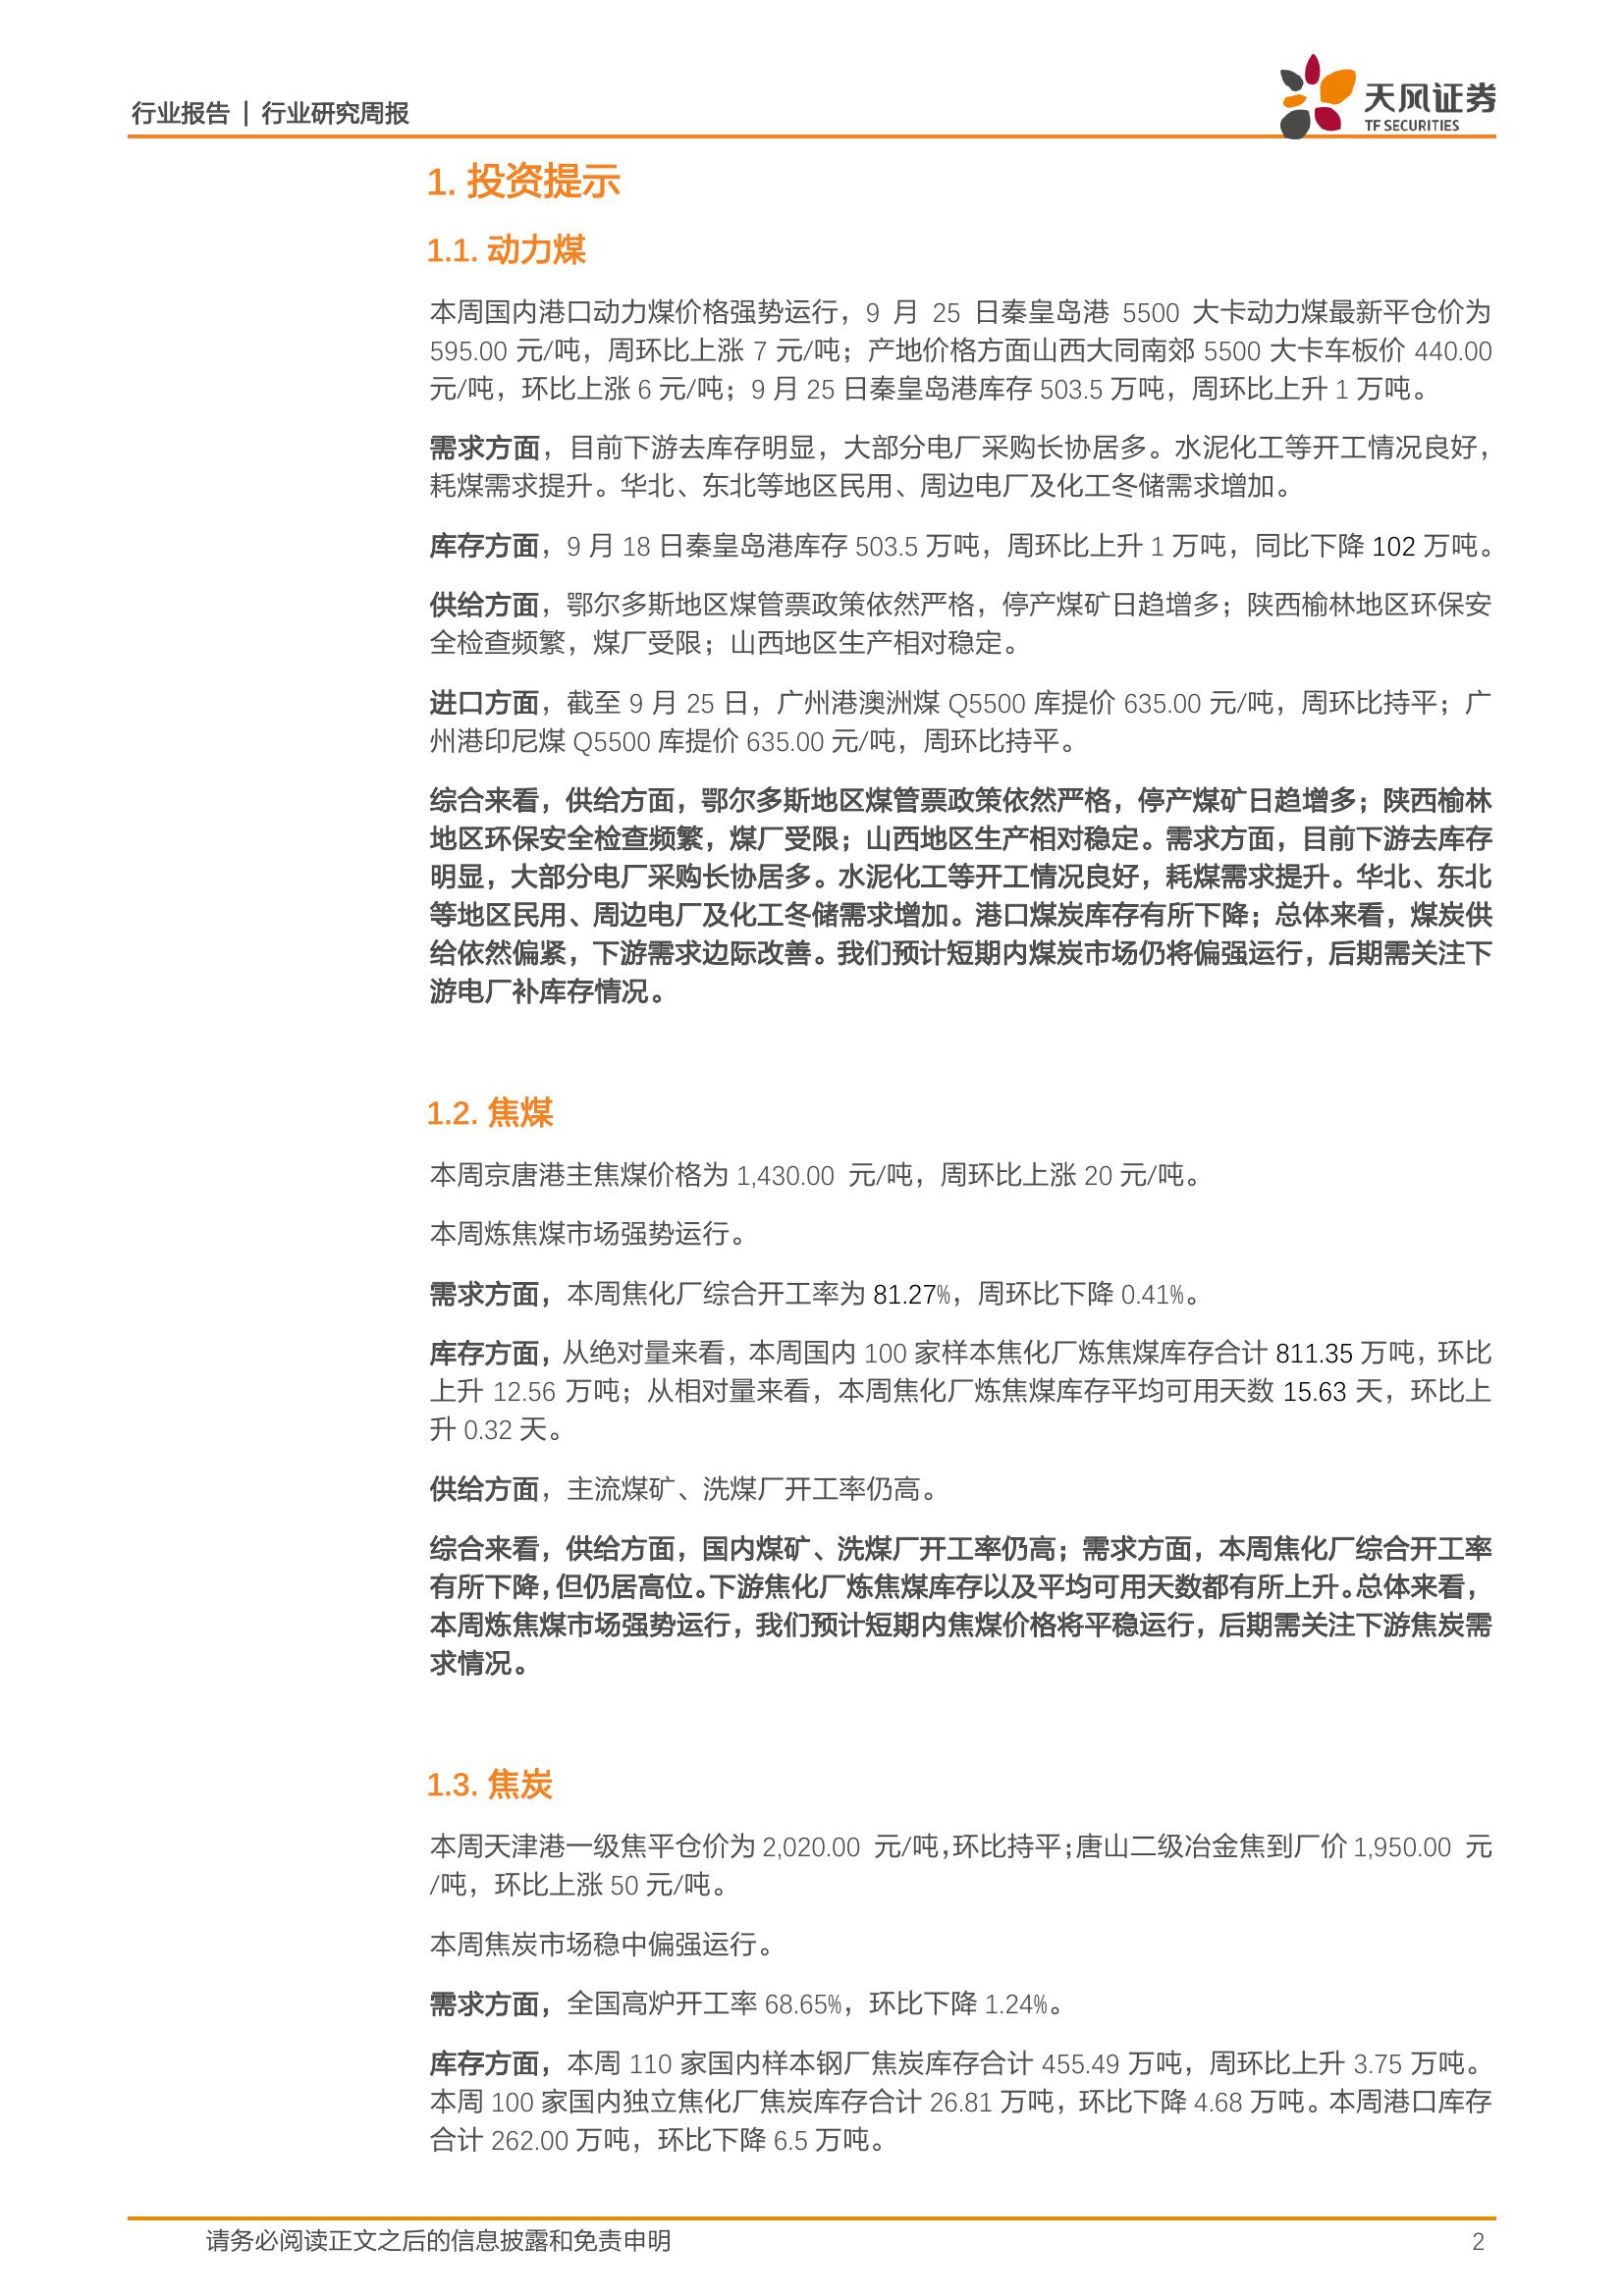 行业报告 | 行业研究周报
天风证券
TF SECURITIES
1. 投资提示
1.1. 动力煤
本周国内港口动力煤价格强势运行，9 月 25 日秦皇岛港 5500 大卡动力煤最新平仓价为
595.00 元/吨，周环比上涨 7 元/吨；产地价格方面山西大同南郊 5500 大卡车板价 440.00
元/吨，环比上涨 6 元/吨；9 月 25 日秦皇岛港库存 503.5 万吨，周环比上升 1 万吨。
需求方面，目前下游去库存明显，大部分电厂采购长协居多。水泥化工等开工情况良好，
耗煤需求提升。华北、东北等地区民用、周边电厂及化工冬储需求增加。
库存方面，9 月 18 日秦皇岛港库存 503.5 万吨，周环比上升 1 万吨，同比下降 102 万吨。
供给方面，鄂尔多斯地区煤管票政策依然严格，停产煤矿日趋增多；陕西榆林地区环保安
全检查频繁，煤厂受限；山西地区生产相对稳定。
进口方面，截至 9 月 25 日，广州港澳洲煤 Q5500 库提价 635.00 元/吨，周环比持平；广
州港印尼煤 Q5500 库提价 635.00 元/吨，周环比持平。
综合来看，供给方面，鄂尔多斯地区煤管票政策依然严格，停产煤矿日趋增多；陕西榆林
地区环保安全检查频繁，煤厂受限；山西地区生产相对稳定。需求方面，目前下游去库存
明显，大部分电厂采购长协居多。水泥化工等开工情况良好，耗煤需求提升。华北、东北
等地区民用、周边电厂及化工冬储需求增加。港口煤炭库存有所下降；总体来看，煤炭供
给依然偏紧，下游需求边际改善。我们预计短期内煤炭市场仍将偏强运行，后期需关注下
游电厂补库存情况。
1.2. 焦煤
本周京唐港主焦煤价格为 1,430.00 元/吨，周环比上涨 20 元/吨。
本周炼焦煤市场强势运行。
需求方面，本周焦化厂综合开工率为 81.27%，周环比下降 0.41%。
库存方面，从绝对量来看，本周国内 100 家样本焦化厂炼焦煤库存合计 811.35 万吨，环比
上升 12.56 万吨；从相对量来看，本周焦化厂炼焦煤库存平均可用天数 15.63 天，环比上
升 0.32 天。
供给方面，主流煤矿、洗煤厂开工率仍高。
综合来看，供给方面，国内煤矿、洗煤厂开工率仍高；需求方面，本周焦化厂综合开工率
有所下降，但仍居高位。下游焦化厂炼焦煤库存以及平均可用天数都有所上升。总体来看，
本周炼焦煤市场强势运行，我们预计短期内焦煤价格将平稳运行，后期需关注下游焦炭需
求情况。
1.3. 焦炭
本周天津港一级焦平仓价为 2,020.00 元/吨，环比持平；唐山二级冶金焦到厂价 1,950.00 元
/吨，环比上涨 50 元/吨。
本周焦炭市场稳中偏强运行。
需求方面，全国高炉开工率 68.65%，环比下降 1.24%。
库存方面，本周 110 家国内样本钢厂焦炭库存合计 455.49 万吨，周环比上升 3.75 万吨。
本周 100 家国内独立焦化厂焦炭库存合计 26.81 万吨，环比下降 4.68 万吨。本周港口库存
合计 262.00 万吨，环比下降 6.5 万吨。
请务必阅读正文之后的信息披露和免责申明
2